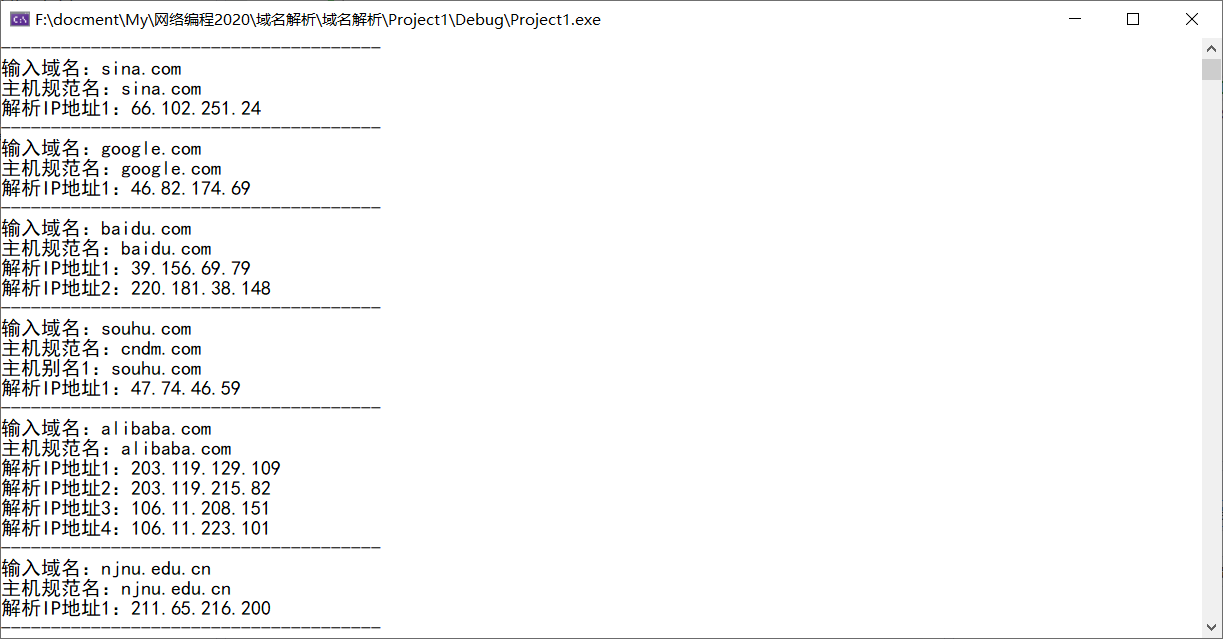 F:\docment\My\网络编程2020\域名解析\域名解析\Project1\Debug\Project1.exe
--------------------------------------
输入域名：sina.com
主机规范名：sina.com
解析IP地址1：66.102.251.24
--------------------------------------
输入域名：google.com
主机规范名：google.com
解析IP地址1：46.82.174.69
--------------------------------------
输入域名：baidu.com
主机规范名：baidu.com
解析IP地址1：39.156.69.79
解析IP地址2：220.181.38.148
--------------------------------------
输入域名：souhu.com
主机规范名：cndm.com
主机别名1：souhu.com
解析IP地址1：47.74.46.59
--------------------------------------
输入域名：alibaba.com
主机规范名：alibaba.com
解析IP地址1：203.119.129.109
解析IP地址2：203.119.215.82
解析IP地址3：106.11.208.151
解析IP地址4：106.11.223.101
--------------------------------------
输入域名：njnu.edu.cn
主机规范名：njnu.edu.cn
解析IP地址1：211.65.216.200
--------------------------------------